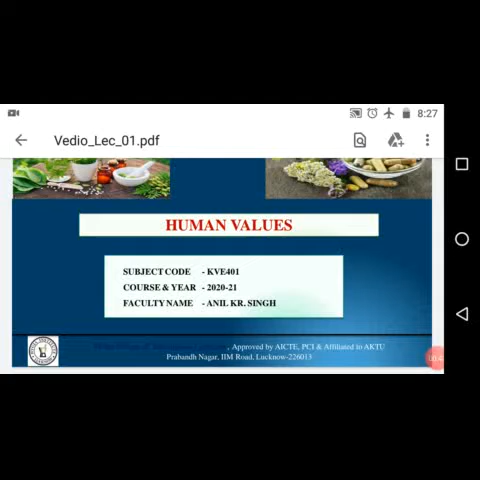 8:27
Vedio_Lec_01.pdf
HUMAN VALUES
SUBJECT CODE - KVE401
COURSE & YEAR - 2020-21
FACULTY NAME - ANIL KR. SINGH
, Approved by AICTE, PCI & Affiliated to AKTU
Prabandh Nagar, IIM Road, Lucknow-226013